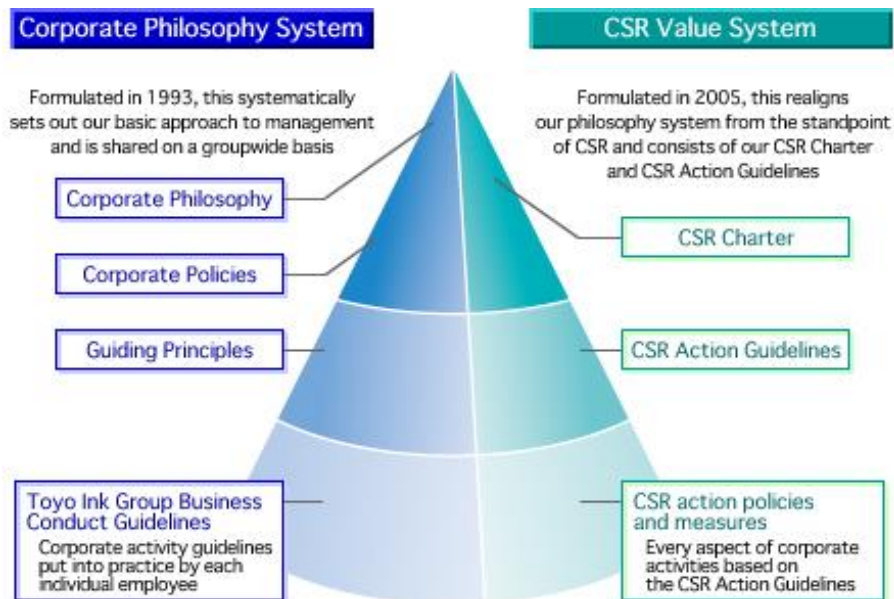 Corporate Philosophy System
Formulated in 1993, this systematically
sets out our basic approach to management
and is shared on a groupwide basis
Corporate Philosophy
Corporate Policies
Guiding Principles
Toyo Ink Group Business
Conduct Guidelines
Corporate activity guidelines
put into practice by each
individual employee
CSR Value System
Formulated in 2005, this realigns
our philosophy system from the standpoint
of CSR and consists of our CSR Charter
and CSR Action Guidelines
CSR Charter
CSR Action Guidelines
CSR action policies
and measures
Every aspect of corporate
activities based on
the CSR Action Guidelines